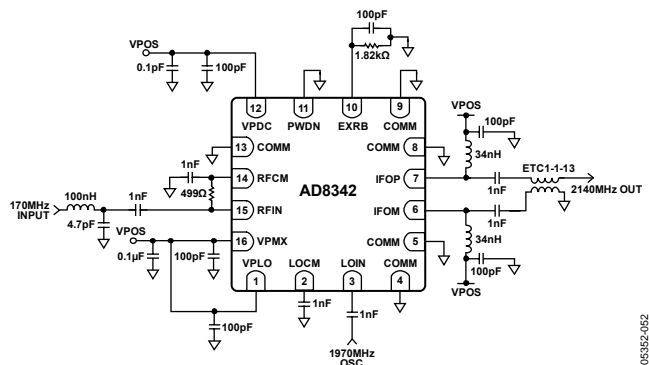 100pF
VPOS
1.82kΩ
0.1pF
100pF
VPOS
12
11
10
9
VPDC
PWDN
EXRB
COMM
100pF
13
COMM
COMM
8
34nH
ETC1-1-13
1nF
14
RFCM
IFOP
7
499Ω
AD8342
1nF
2140MHz OUT
170MHz
INPUT
100nH
1nF
15
RFIN
IFOM
6
1nF
4.7pF
VPOS
16
VPMX
COMM
5
34nH
0.1µF
100pF
VPLO
LOCM
LOIN
COMM
100pF
1
2
3
4
VPOS
1nF
1nF
100pF
1970MHz
OSC
05352-052